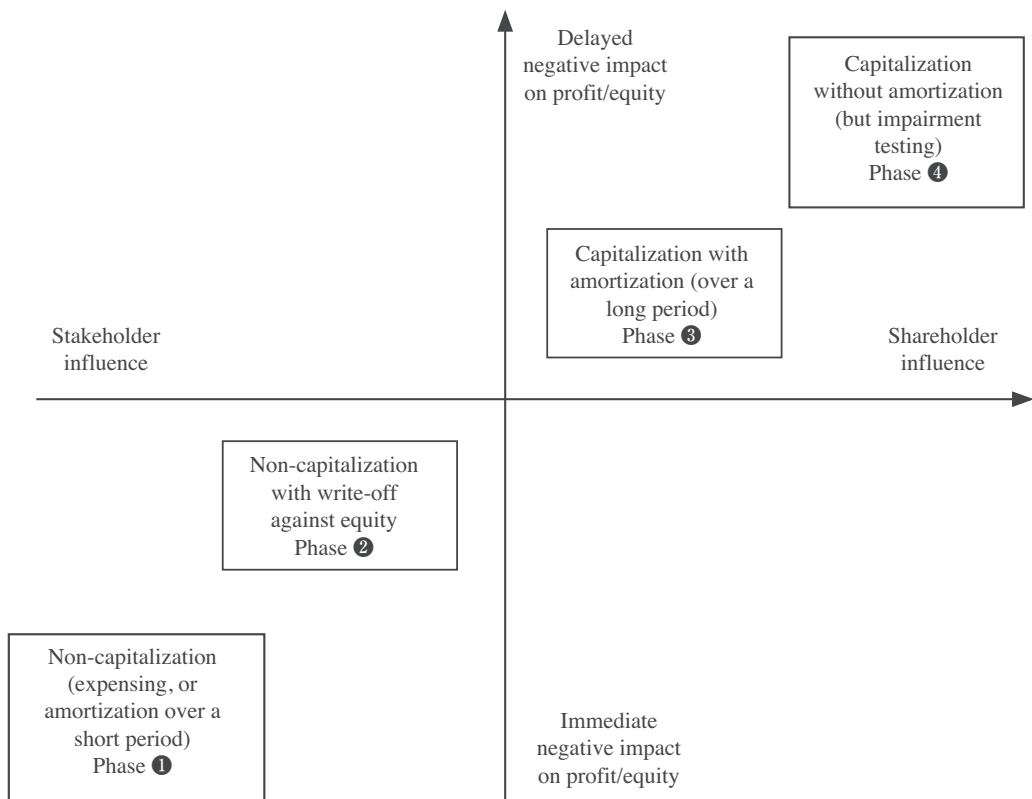 Delayed
negative impact
on profit/equity
Capitalization
without amortization
(but impairment
testing)
Phase ❹
Capitalization with
amortization (over a
long period)
Phase ❸
Stakeholder
influence
Shareholder
influence
Non-capitalization
with write-off
against equity
Phase ❷
Non-capitalization
(expensing, or
amortization over a
short period)
Phase ❶
Immediate
negative impact
on profit/equity